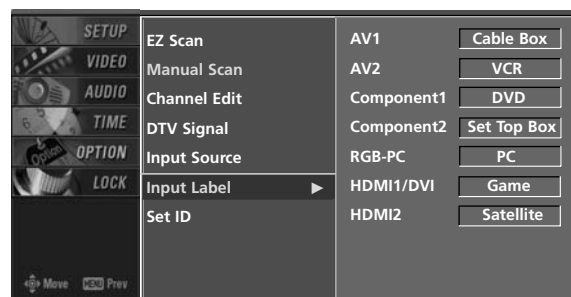 SETUP
VIDEO
AUDIO
TIME
OPTION
LOCK
Move MENU Prev
EZ Scan
Manual Scan
Channel Edit
DTV Signal
Input Source
Input Label ►
Set ID
AV1 Cable Box
AV2 VCR
Component1 DVD
Component2 Set Top Box
RGB-PC PC
HDMI1/DVI Game
HDMI2 Satellite